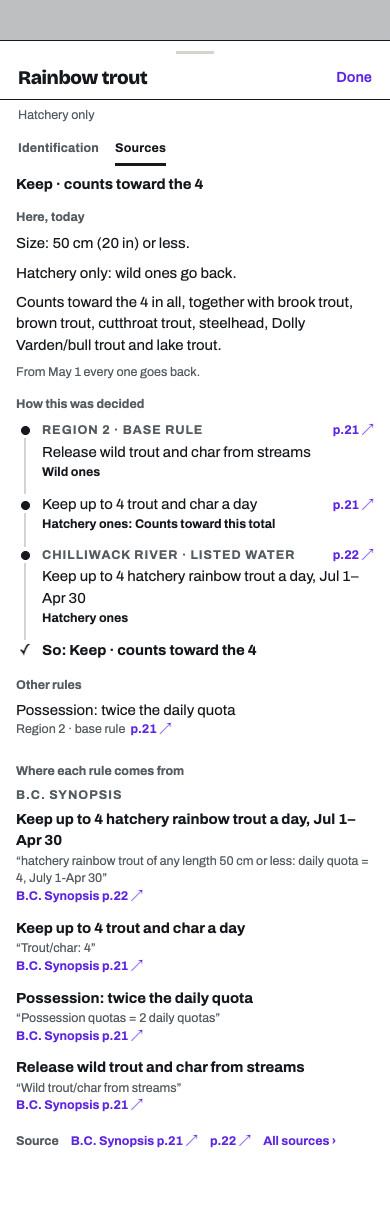 Rainbow trout
Done
Hatchery only
Identification
Sources
Keep · counts toward the 4
Here, today
Size: 50 cm (20 in) or less.
Hatchery only: wild ones go back.
Counts toward the 4 in all, together with brook trout,
brown trout, cutthroat trout, steelhead, Dolly
Varden/bull trout and lake trout.
From May 1 every one goes back.
How this was decided
REGION 2 · BASE RULE p.21 ↗
Release wild trout and char from streams
Wild ones
Keep up to 4 trout and char a day p.21 ↗
Hatchery ones: Counts toward this total
CHILLIWACK RIVER · LISTED WATER p.22 ↗
Keep up to 4 hatchery rainbow trout a day, Jul 1–
Apr 30
Hatchery ones
✓ So: Keep · counts toward the 4
Other rules
Possession: twice the daily quota
Region 2 · base rule p.21 ↗
Where each rule comes from
B.C. SYNOPSIS
Keep up to 4 hatchery rainbow trout a day, Jul 1–
Apr 30
“hatchery rainbow trout of any length 50 cm or less: daily quota =
4, July 1-Apr 30”
B.C. Synopsis p.22 ↗
Keep up to 4 trout and char a day
“Trout/char: 4”
B.C. Synopsis p.21 ↗
Possession: twice the daily quota
“Possession quotas = 2 daily quotas”
B.C. Synopsis p.21 ↗
Release wild trout and char from streams
“Wild trout/char from streams”
B.C. Synopsis p.21 ↗
Source B.C. Synopsis p.21 ↗ p.22 ↗ All sources ›